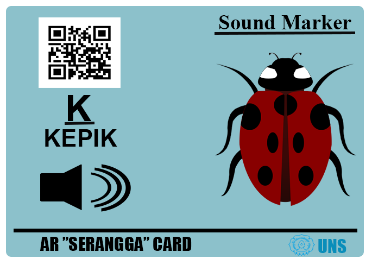 Sound Marker
K
KEPIK
AR "SERANGGA" CARD
UNS